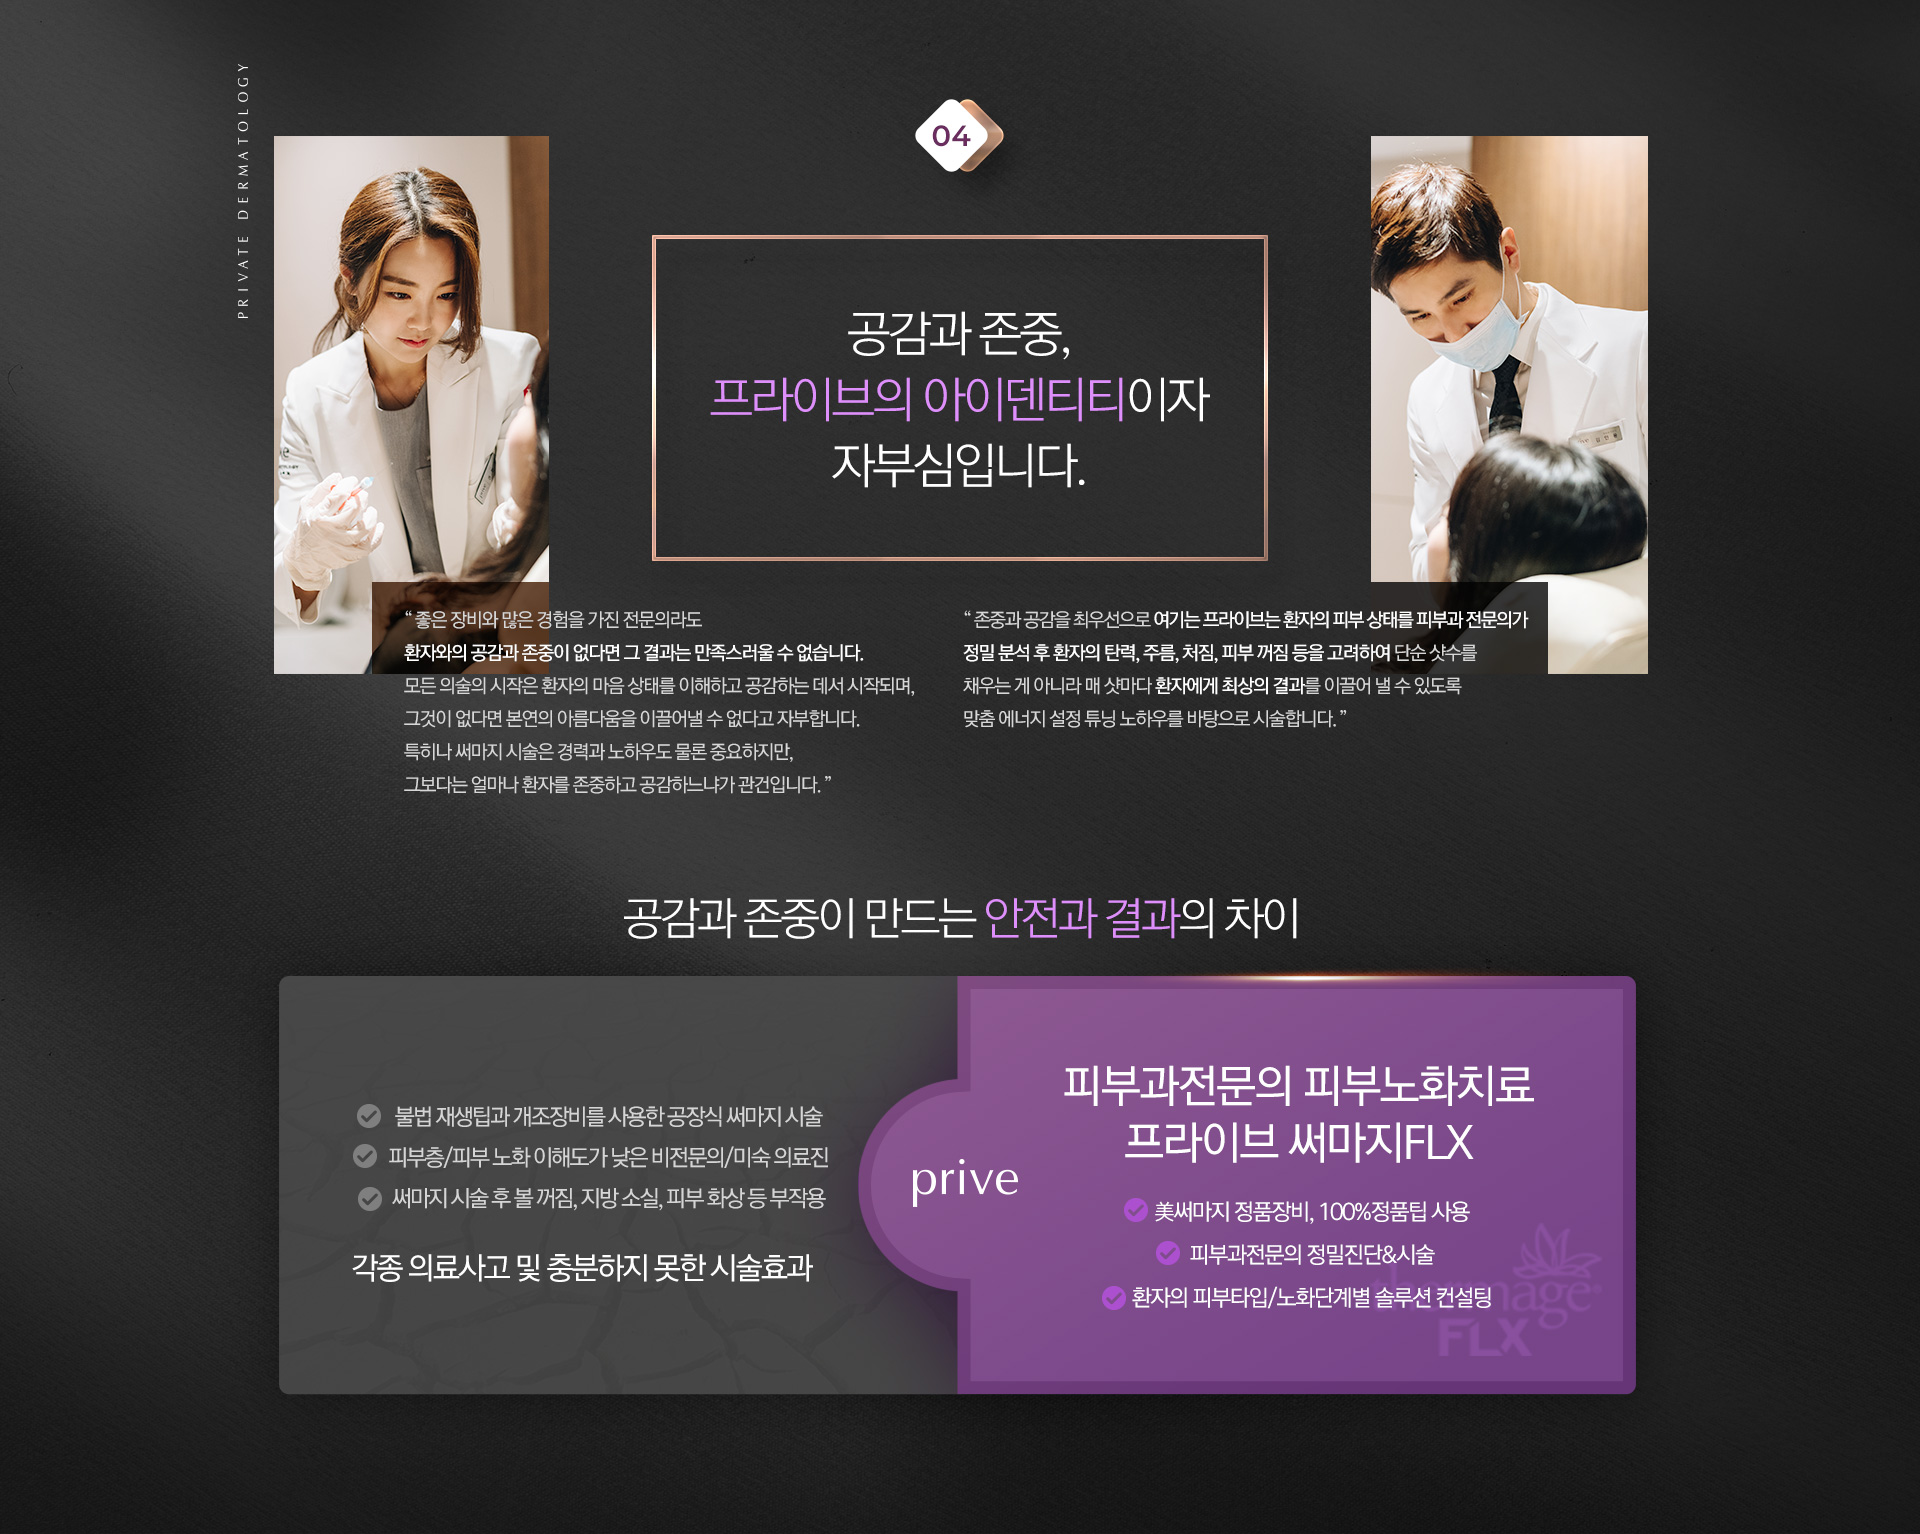 PRIVATE DERMATOLOGY
04
공감과 존중,
프라이브의 아이덴티티이자
자부심입니다.
“ 좋은 장비와 많은 경험을 가진 전문의라도
환자와의 공감과 존중이 없다면 그 결과는 만족스러울 수 없습니다.
모든 의술의 시작은 환자의 마음 상태를 이해하고 공감하는 데서 시작되며,
그것이 없다면 본연의 아름다움을 이끌어낼 수 없다고 자부합니다.
특히나 써마지 시술은 경력과 노하우도 물론 중요하지만,
그보다는 얼마나 환자를 존중하고 공감하느냐가 관건입니다. ”
“ 존중과 공감을 최우선으로 여기는 프라이브는 환자의 피부 상태를 피부과 전문의가
정밀 분석 후 환자의 탄력, 주름, 처짐, 피부 꺼짐 등을 고려하여 단순 샷수를
채우는 게 아니라 매 샷마다 환자에게 최상의 결과를 이끌어 낼 수 있도록
맞춤 에너지 설정 튜닝 노하우를 바탕으로 시술합니다. ”
공감과 존중이 만드는 안전과 결과의 차이
불법 재생팁과 개조장비를 사용한 공장식 써마지 시술
피부층/피부 노화 이해도가 낮은 비전문의/미숙 의료진
써마지 시술 후 볼 꺼짐, 지방 소실, 피부 화상 등 부작용
각종 의료사고 및 충분하지 못한 시술효과
prive
피부과전문의 피부노화치료
프라이브 써마지FLX
美써마지 정품장비, 100%정품팁 사용
피부과전문의 정밀진단&시술
환자의 피부타입/노화단계별 솔루션 컨설팅
thermage®
FLX